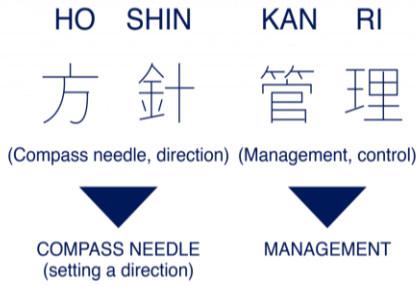 HO SHIN KAN RI
方 針 管 理
(Compass needle, direction) (Management, control)
COMPASS NEEDLE MANAGEMENT
(setting a direction)